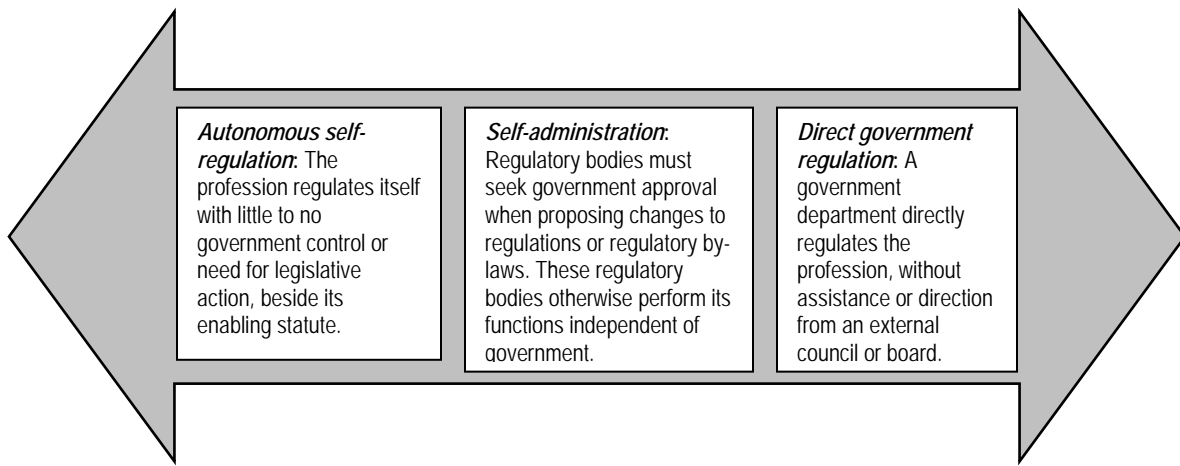 Autonomous self-
regulation: The
profession regulates itself
with little to no
government control or
need for legislative
action, beside its
enabling statute.
Self-administration:
Regulatory bodies must
seek government approval
when proposing changes to
regulations or regulatory by-
laws. These regulatory
bodies otherwise perform its
functions independent of
government.
Direct government
regulation: A
government
department directly
regulates the
profession, without
assistance or direction
from an external
council or board.